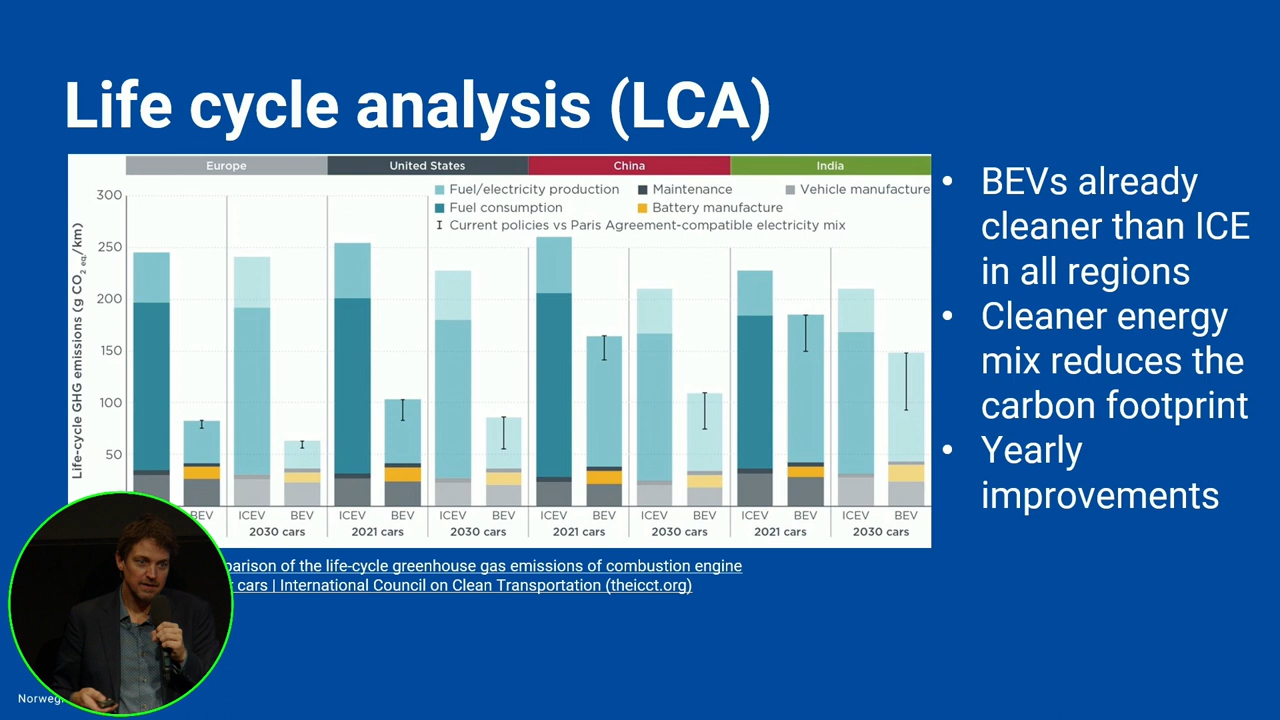 Life cycle analysis (LCA)
Europe
United States
China
India
Fuel/electricity production
Maintenance
Vehicle manufacture
Fuel consumption
Battery manufacture
Current policies vs Paris Agreement-compatible electricity mix
Life-cycle GHG emissions (g CO2 eq./km)
300
250
200
150
100
50
BEV
ICEV
BEV
ICEV
BEV
ICEV
BEV
ICEV
BEV
ICEV
BEV
ICEV
BEV
ICEV
BEV
2030 cars
2021 cars
2030 cars
2021 cars
2030 cars
2021 cars
2030 cars
of the life-cycle greenhouse gas emissions of combustion engine
cars | International Council on Clean Transportation (theicct.org)
• BEVs already
cleaner than ICE
in all regions
• Cleaner energy
mix reduces the
carbon footprint
• Yearly
improvements